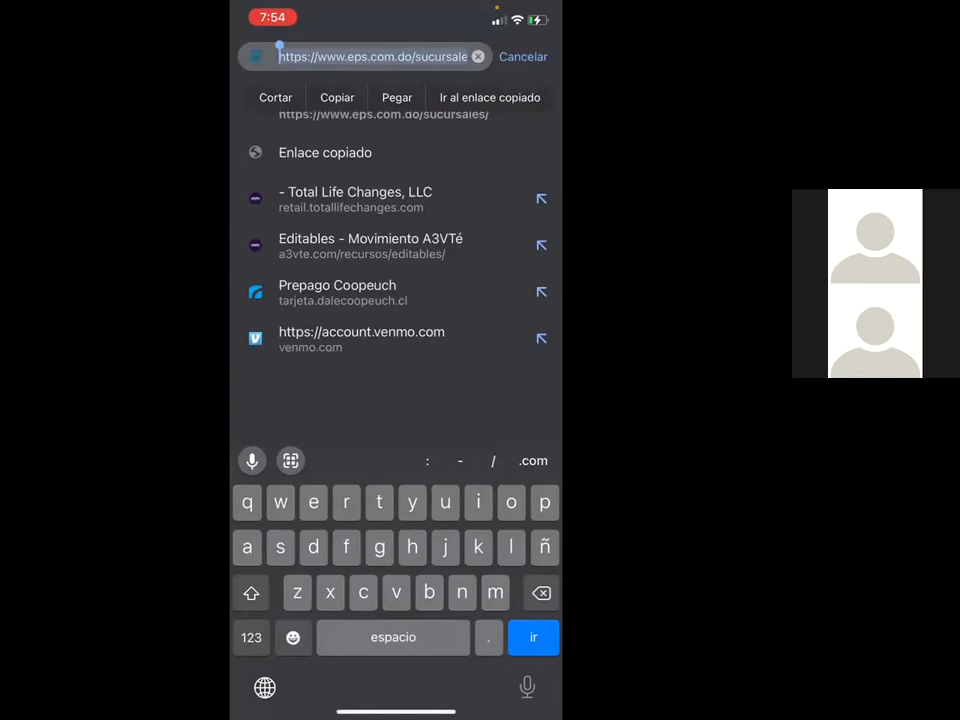 7:54
https://www.eps.com.do/sucursale
Cancelar
Cortar
Copiar
Pegar
Ir al enlace copiado
https://www.eps.com.do/sucursales/
Enlace copiado
- Total Life Changes, LLC
retail.totallifechanges.com
Editables - Movimiento A3VTé
a3vte.com/recursos/editables/
Prepago Coopeuch
tarjeta.dalecoopeuch.cl
https://account.venmo.com
venmo.com
: - / .com
q w e r t y u i o p
a s d f g h j k l ñ
z x c v b n m
123 espacio . ir